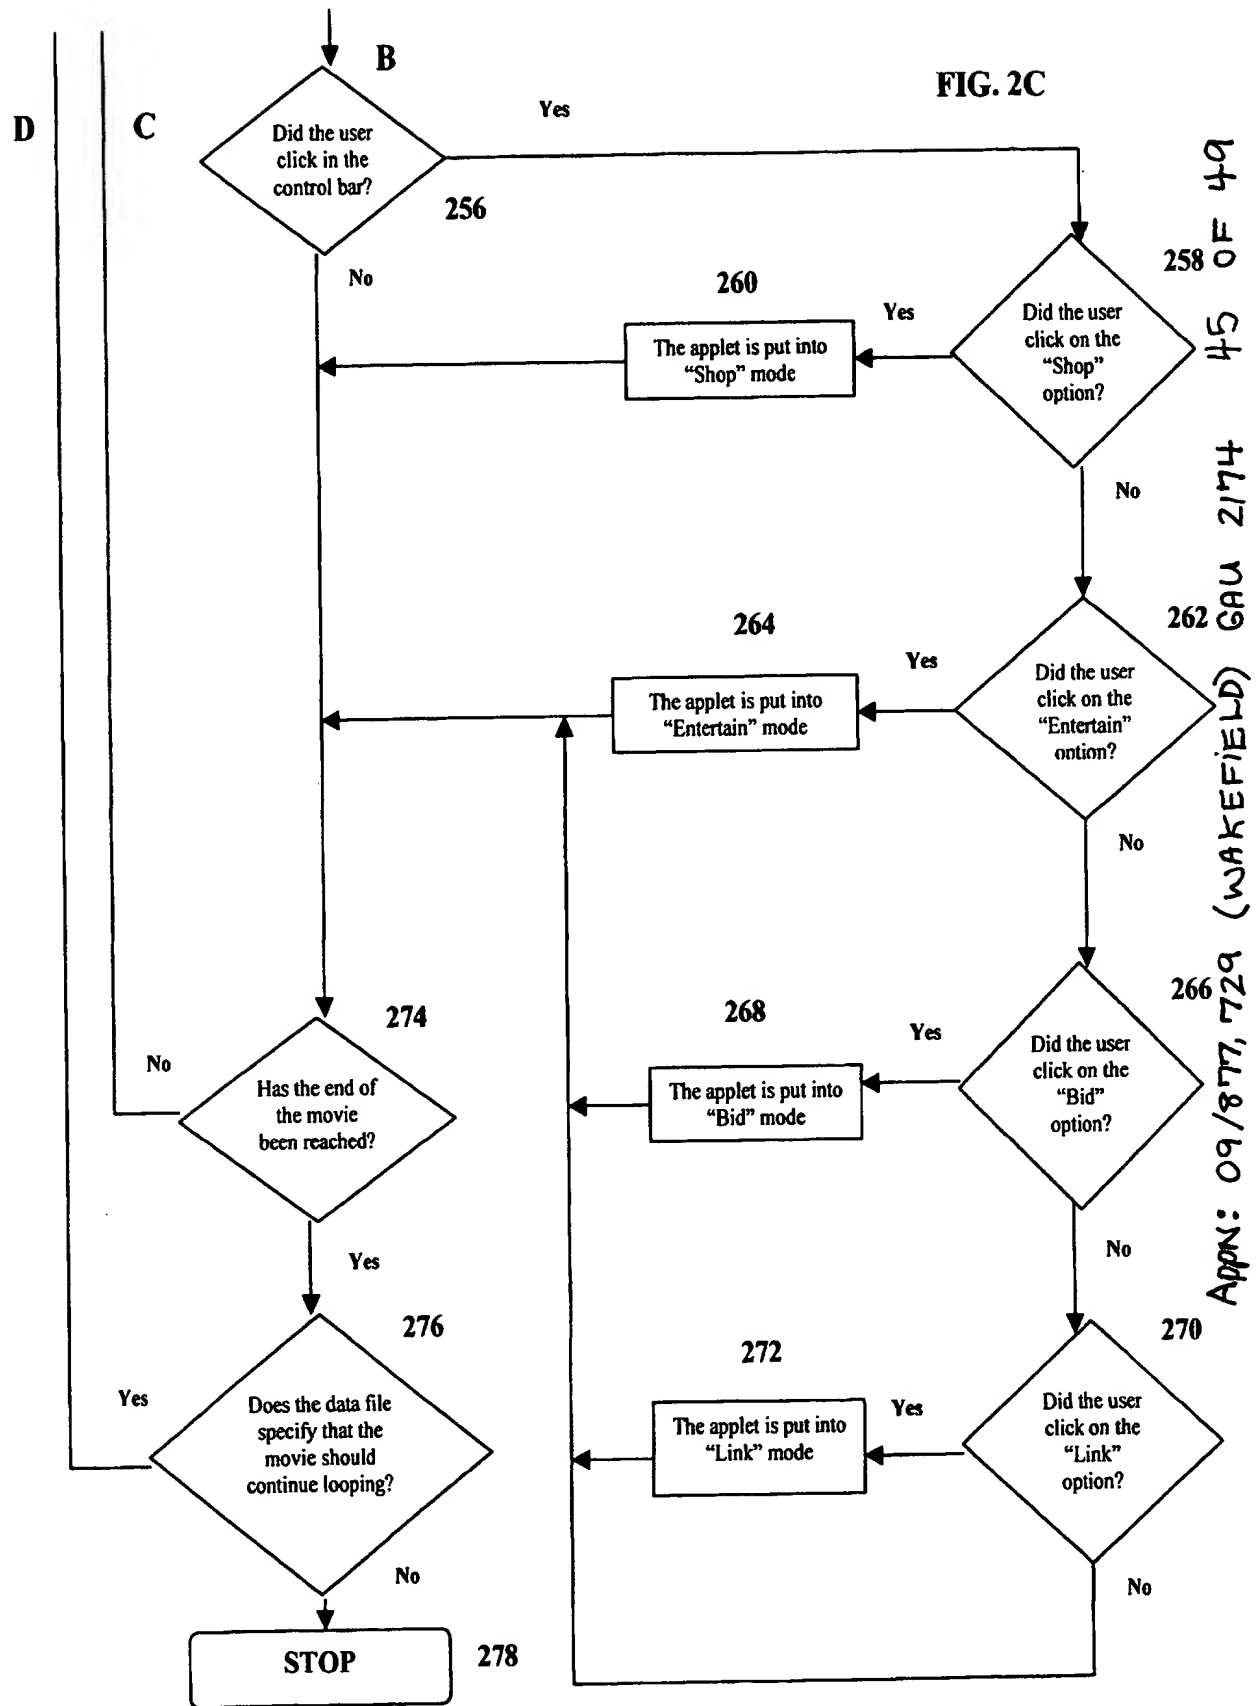 B
FIG. 2C
D
C
Yes
Did the user
click in the
control bar?
256
No
258
Did the user
click on the
“Shop”
option?
Yes
260
The applet is put into
“Shop” mode
No
262
Did the user
click on the
“Entertain”
option?
Yes
264
The applet is put into
“Entertain” mode
No
266
Did the user
click on the
“Bid”
option?
Yes
268
The applet is put into
“Bid” mode
No
270
Did the user
click on the
“Link”
option?
Yes
272
The applet is put into
“Link” mode
No
274
Has the end of
the movie
been reached?
No
Yes
276
Does the data file
specify that the
movie should
continue looping?
Yes
No
STOP
278
APPN: 09/877,729 (WAKEFIELD) GAU 2174 45 OF 49